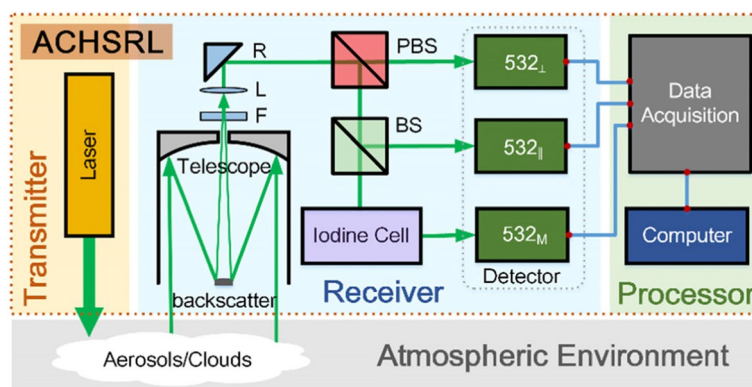 ACHSRL
Transmitter
Laser
R
L
F
Telescope
backscatter
PBS
BS
Iodine Cell
Receiver
532⊥
532∥
532M
Detector
Data
Acquisition
Computer
Processor
Aerosols/Clouds
Atmospheric Environment